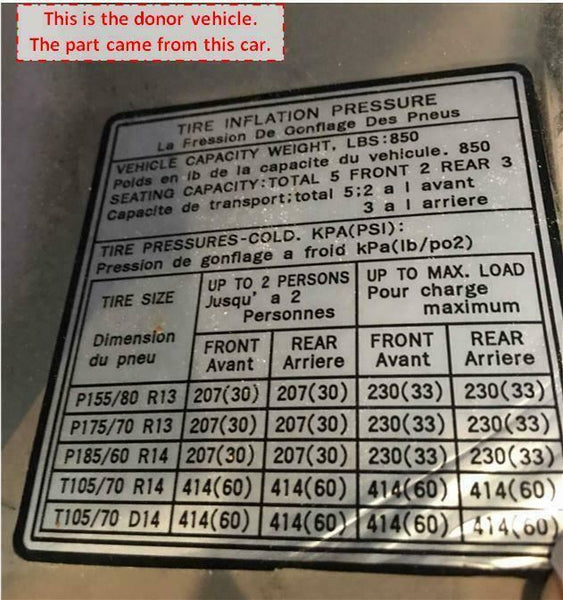 This is the donor vehicle.
The part came from this car.
TIRE INFLATION PRESSURE
La Fression De Gonflage Des Pneus
VEHICLE CAPACITY WEIGHT, LBS:850
Poids en lb de la capacite du vehicule. 850
SEATING CAPACITY:TOTAL 5 FRONT 2 REAR 3
Capacite de transport;total 5:2 a l avant
3 a l arriere
TIRE PRESSURES-COLD. KPA(PSI):
Pression de gonflage a froid kPa(lb/po2)
TIRE SIZE
Dimension
du pneu
UP TO 2 PERSONS
Jusqu' a 2
Personnes
UP TO MAX. LOAD
Pour charge
maximum
FRONT
Avant
REAR
Arriere
FRONT
Avant
REAR
Arriere
P155/80 R13 207(30) 207(30) 230(33) 230(33)
P175/70 R13 207(30) 207(30) 230(33) 230(33)
P185/60 R14 207(30) 207(30) 230(33) 230(33)
T105/70 R14 414(60) 414(60) 414(60) 414(60)
T105/70 D14 414(60) 414(60) 414(60) 414(60)